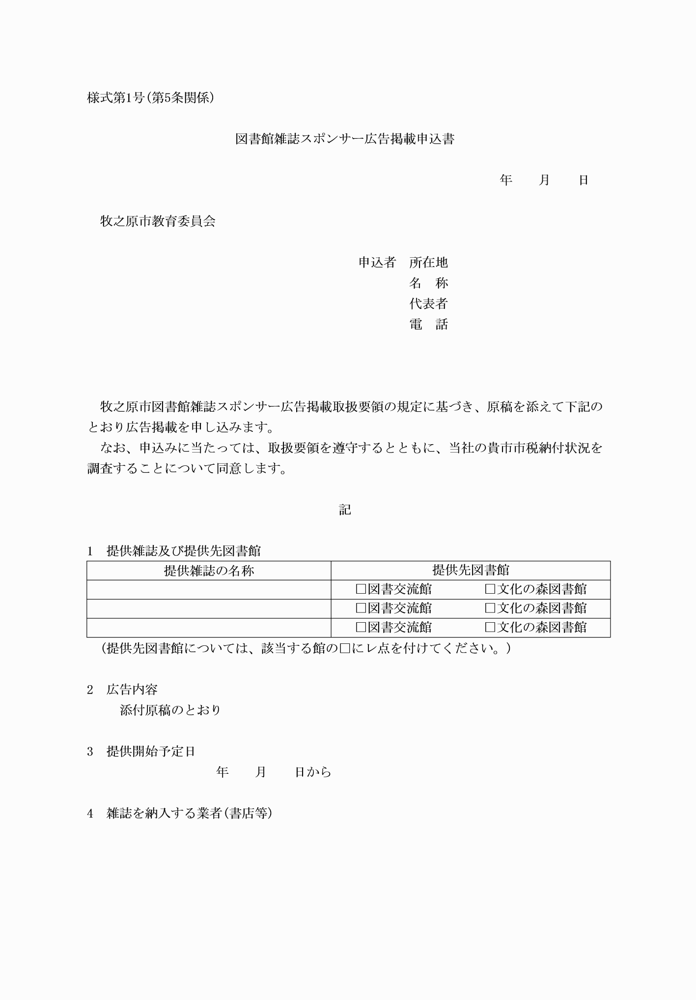 様式第1号(第5条関係)
図書館雑誌スポンサー広告掲載申込書
年　　月　　日
牧之原市教育委員会
申込者　所在地
名　称
代表者
電　話
牧之原市図書館雑誌スポンサー広告掲載取扱要領の規定に基づき、原稿を添えて下記の
とおり広告掲載を申し込みます。
なお、申込みに当たっては、取扱要領を遵守するとともに、当社の貴市市税納付状況を
調査することについて同意します。
記
1　提供雑誌及び提供先図書館
提供雑誌の名称　提供先図書館
□図書交流館　　　　□文化の森図書館
□図書交流館　　　　□文化の森図書館
□図書交流館　　　　□文化の森図書館
(提供先図書館については、該当する館の□にレ点を付けてください。)
2　広告内容
添付原稿のとおり
3　提供開始予定日
年　　月　　日から
4　雑誌を納入する業者(書店等)